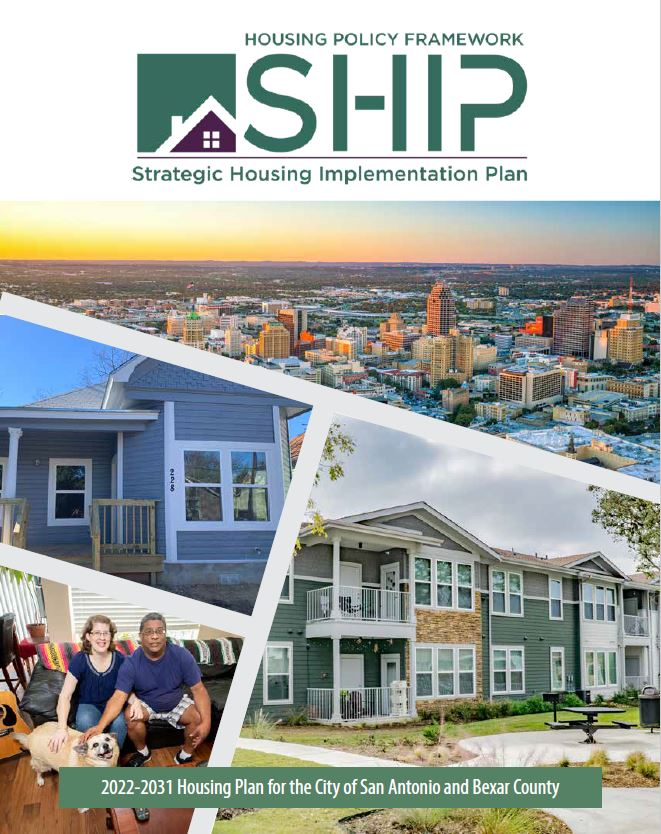 HOUSING POLICY FRAMEWORK
SHIP
Strategic Housing Implementation Plan
228
2022-2031 Housing Plan for the City of San Antonio and Bexar County